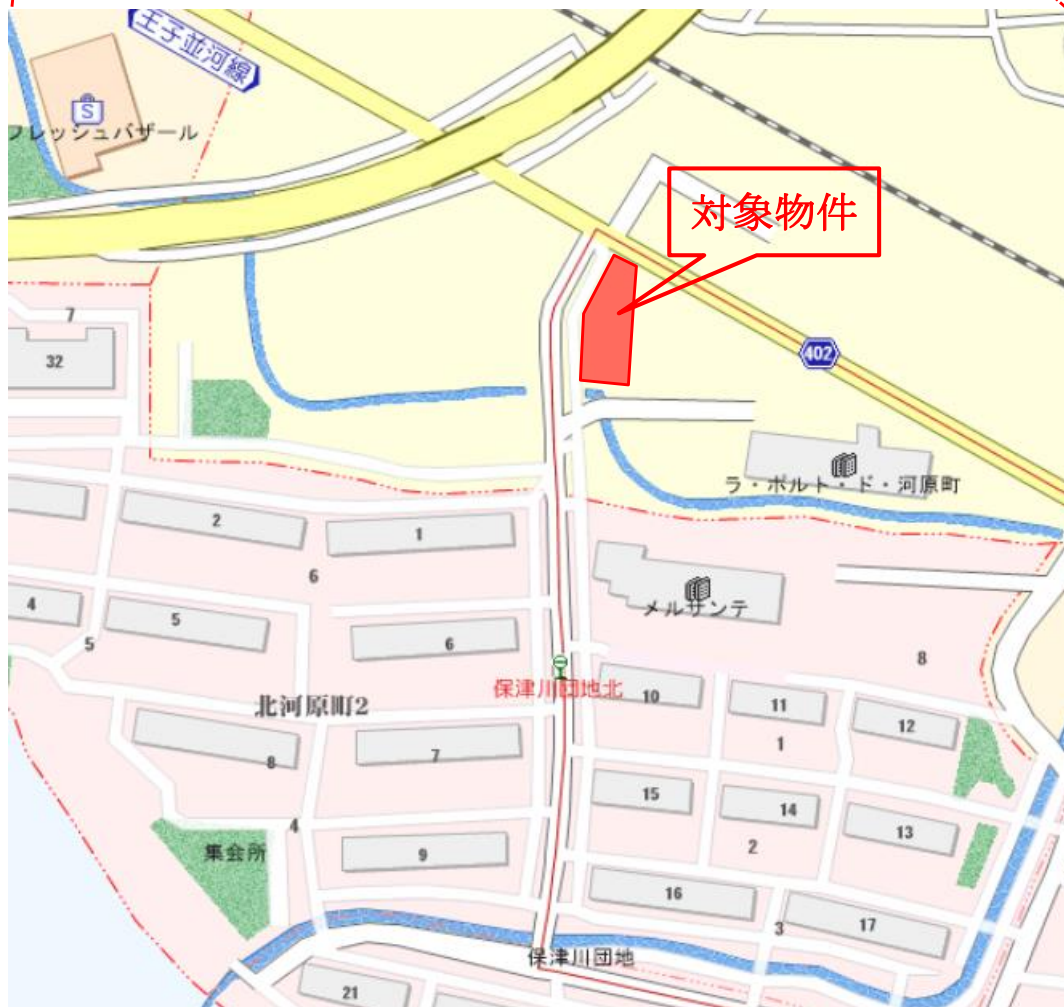 王子並河線
S
フレッシュバザール
対象物件
7
32
402
ラ・ポルト・ド・河原町
2
1
6
メルサンテ
4
5
5
6
8
保津川団地北
10
11
12
北河原町2
1
8
7
15
14
13
4
2
集会所
9
16
17
3
保津川団地
21